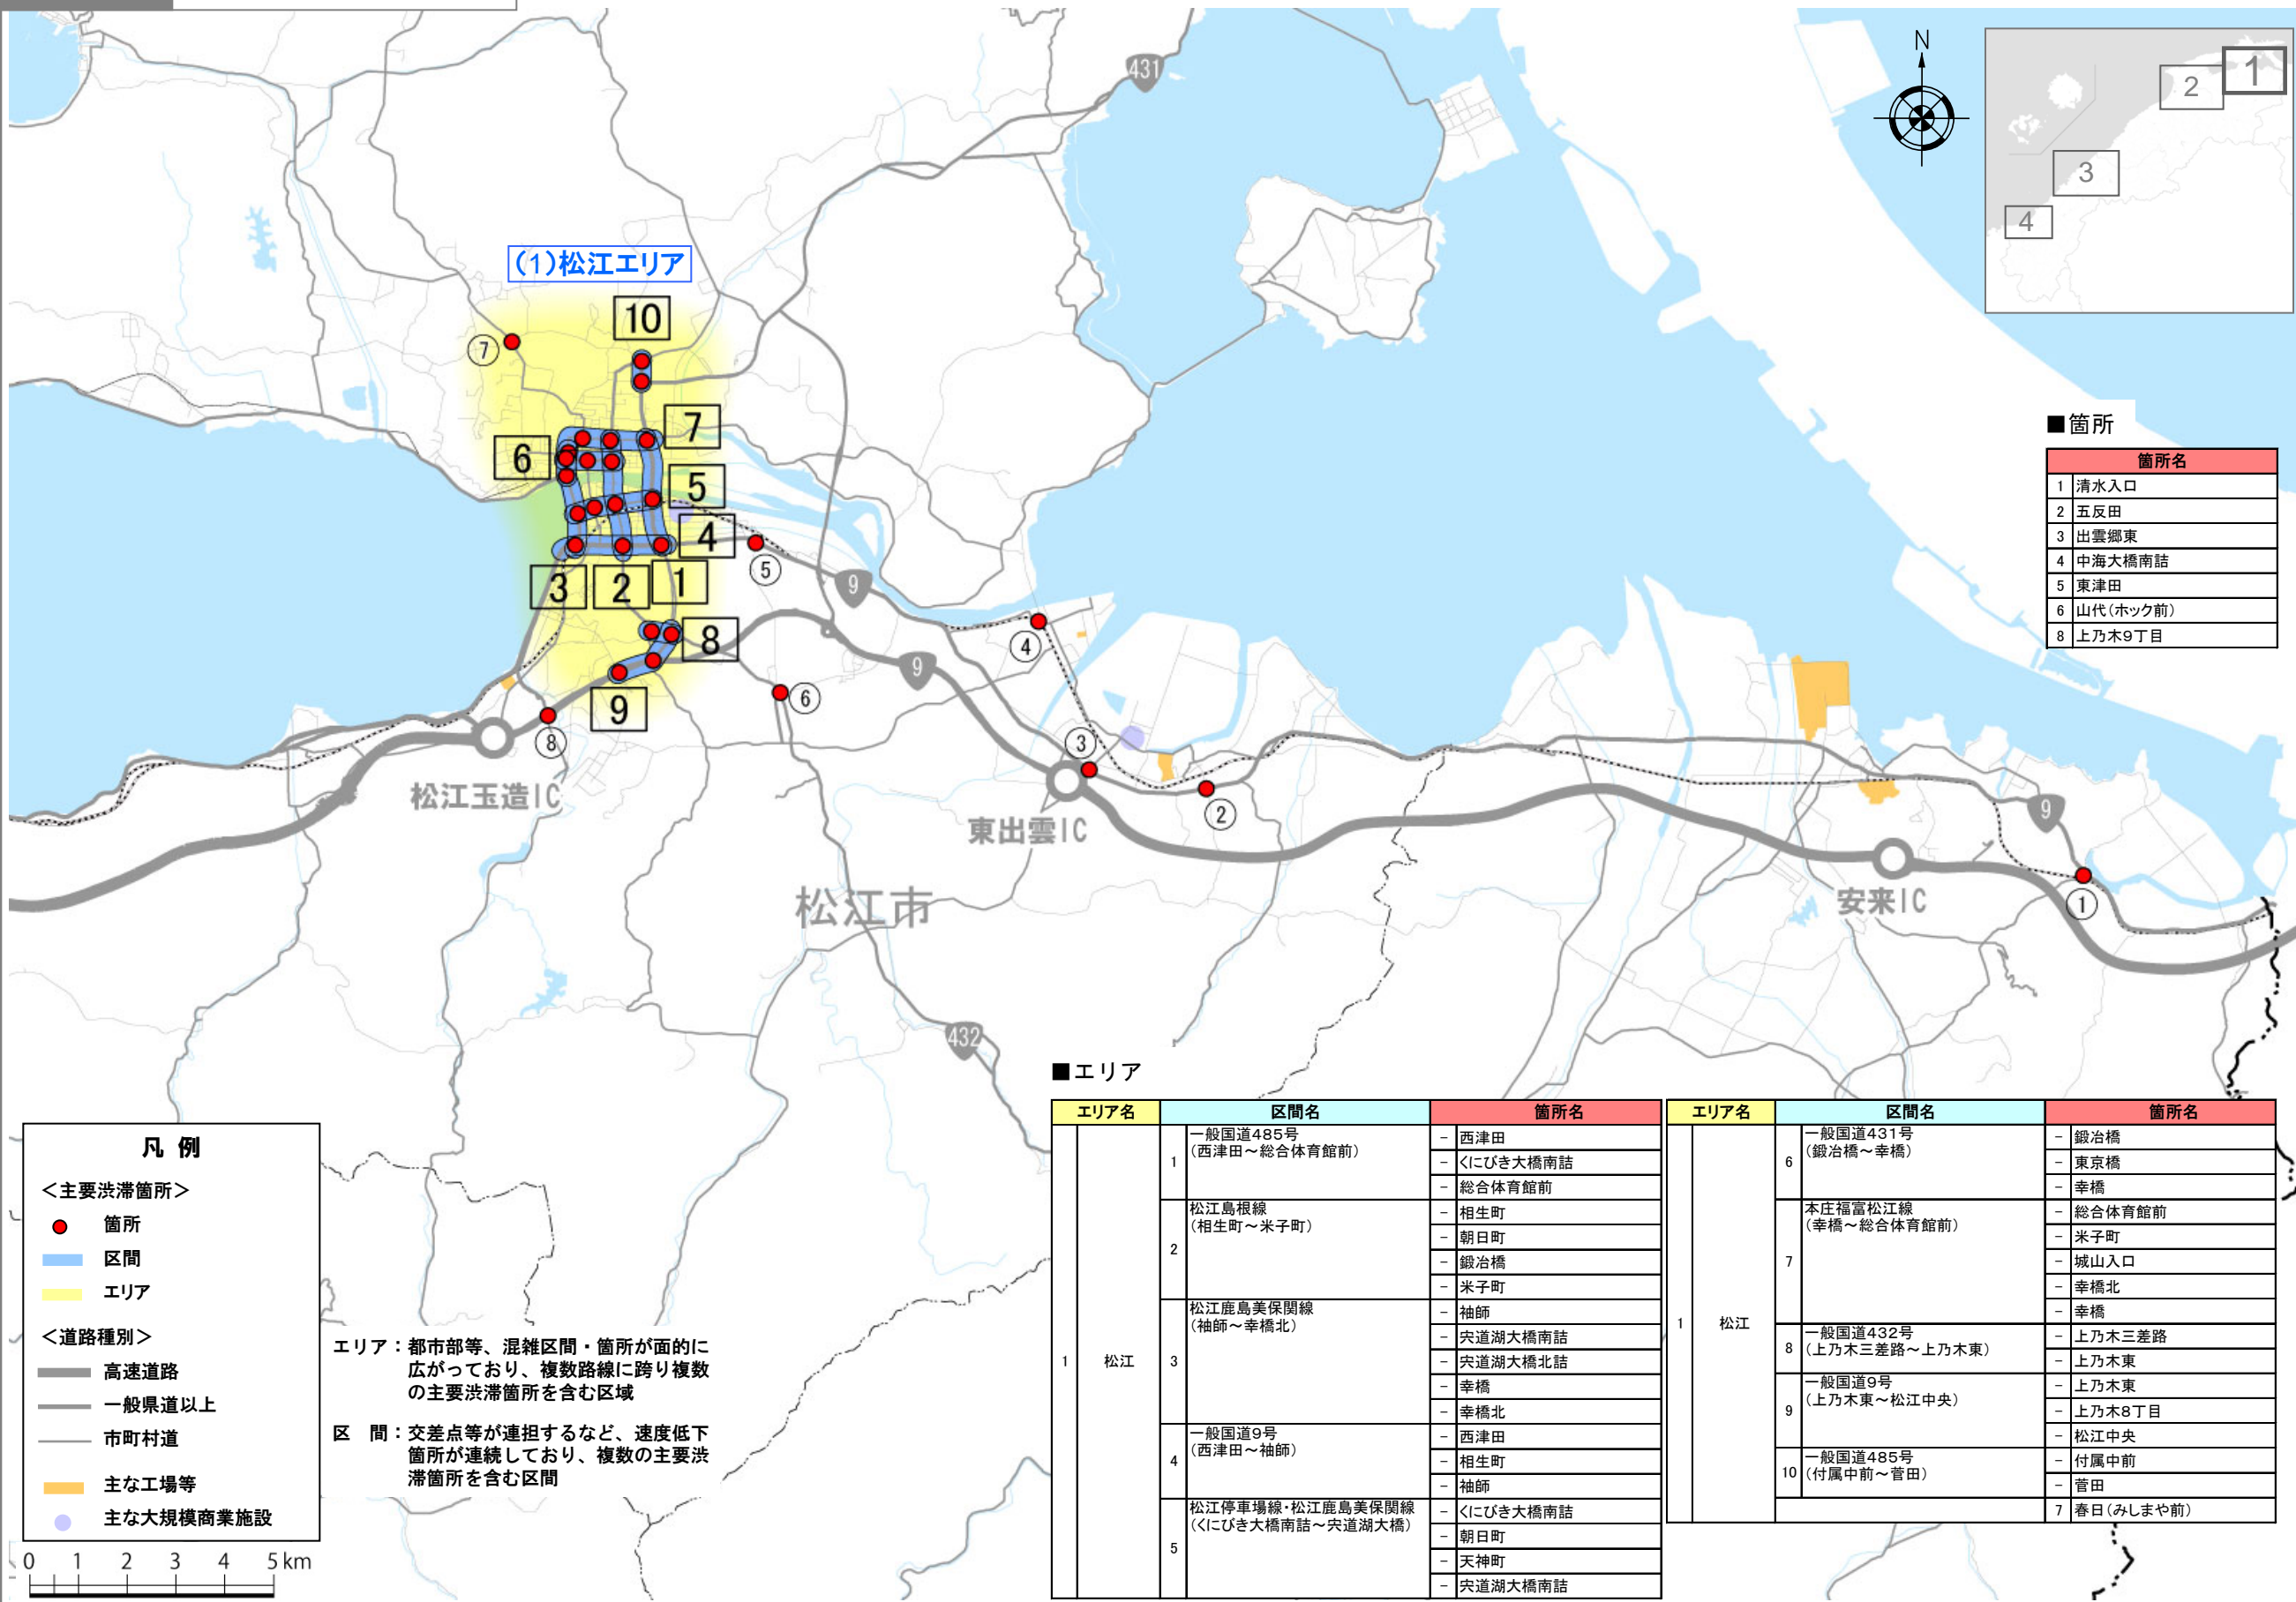 431
N
1
2
3
4
(1)松江エリア
10
⑦
7
6
5
4
⑤
3
2
1
9
8
④
9
⑥
9
⑧
③
松江玉造IC
東出雲IC
②
9
松江市
安来IC
①
432
■箇所
箇所名
1 清水入口
2 五反田
3 出雲郷東
4 中海大橋南詰
5 東津田
6 山代(ホック前)
8 上乃木9丁目
凡 例
<主要渋滞箇所>
箇所
区間
エリア
<道路種別>
高速道路
一般県道以上
市町村道
主な工場等
主な大規模商業施設
0 1 2 3 4 5 km
エリア:都市部等、混雑区間・箇所が面的に
広がっており、複数路線に跨り複数
の主要渋滞箇所を含む区域
区 間:交差点等が連担するなど、速度低下
箇所が連続しており、複数の主要渋
滞箇所を含む区間
■エリア
エリア名 区間名 箇所名
1 松江
1 一般国道485号
(西津田~総合体育館前)
- 西津田
- くにびき大橋南詰
- 総合体育館前
2 松江島根線
(相生町~米子町)
- 相生町
- 朝日町
- 鍛冶橋
- 米子町
3 松江鹿島美保関線
(袖師~幸橋北)
- 袖師
- 宍道湖大橋南詰
- 宍道湖大橋北詰
- 幸橋
- 幸橋北
4 一般国道9号
(西津田~袖師)
- 西津田
- 相生町
- 袖師
5 松江停車場線・松江鹿島美保関線
(くにびき大橋南詰~宍道湖大橋)
- くにびき大橋南詰
- 朝日町
- 天神町
- 宍道湖大橋南詰
エリア名 区間名 箇所名
1 松江
6 一般国道431号
(鍛冶橋~幸橋)
- 鍛冶橋
- 東京橋
- 幸橋
7 本庄福富松江線
(幸橋~総合体育館前)
- 総合体育館前
- 米子町
- 城山入口
- 幸橋北
- 幸橋
8 一般国道432号
(上乃木三差路~上乃木東)
- 上乃木三差路
- 上乃木東
9 一般国道9号
(上乃木東~松江中央)
- 上乃木東
- 上乃木8丁目
- 松江中央
10 一般国道485号
(付属中前~菅田)
- 付属中前
- 菅田
7 春日(みしまや前)